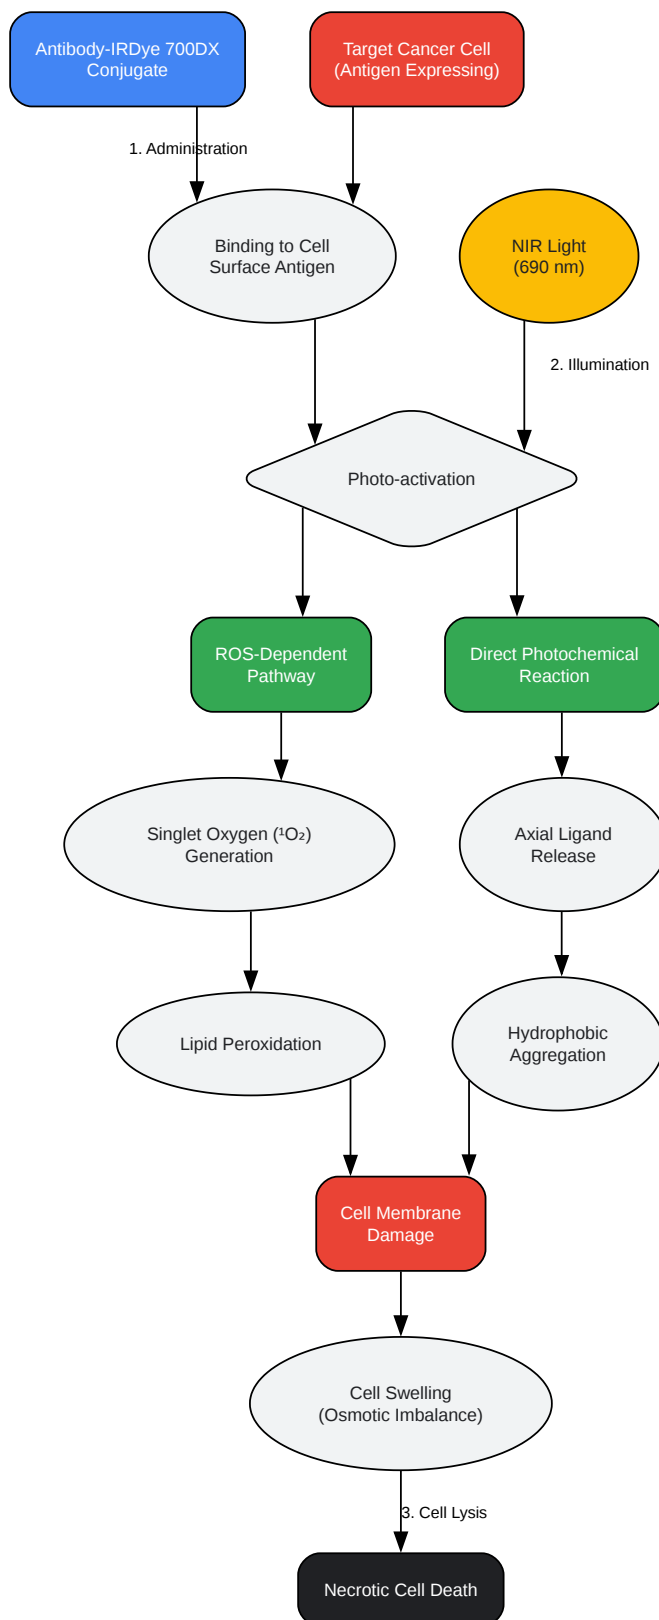 Antibody-IRDye 700DX
Conjugate
Target Cancer Cell
(Antigen Expressing)
1. Administration
Binding to Cell
Surface Antigen
NIR Light
(690 nm)
2. Illumination
Photo-activation
ROS-Dependent
Pathway
Direct Photochemical
Reaction
Singlet Oxygen (¹O₂)
Generation
Axial Ligand
Release
Lipid Peroxidation
Hydrophobic
Aggregation
Cell Membrane
Damage
Cell Swelling
(Osmotic Imbalance)
3. Cell Lysis
Necrotic Cell Death